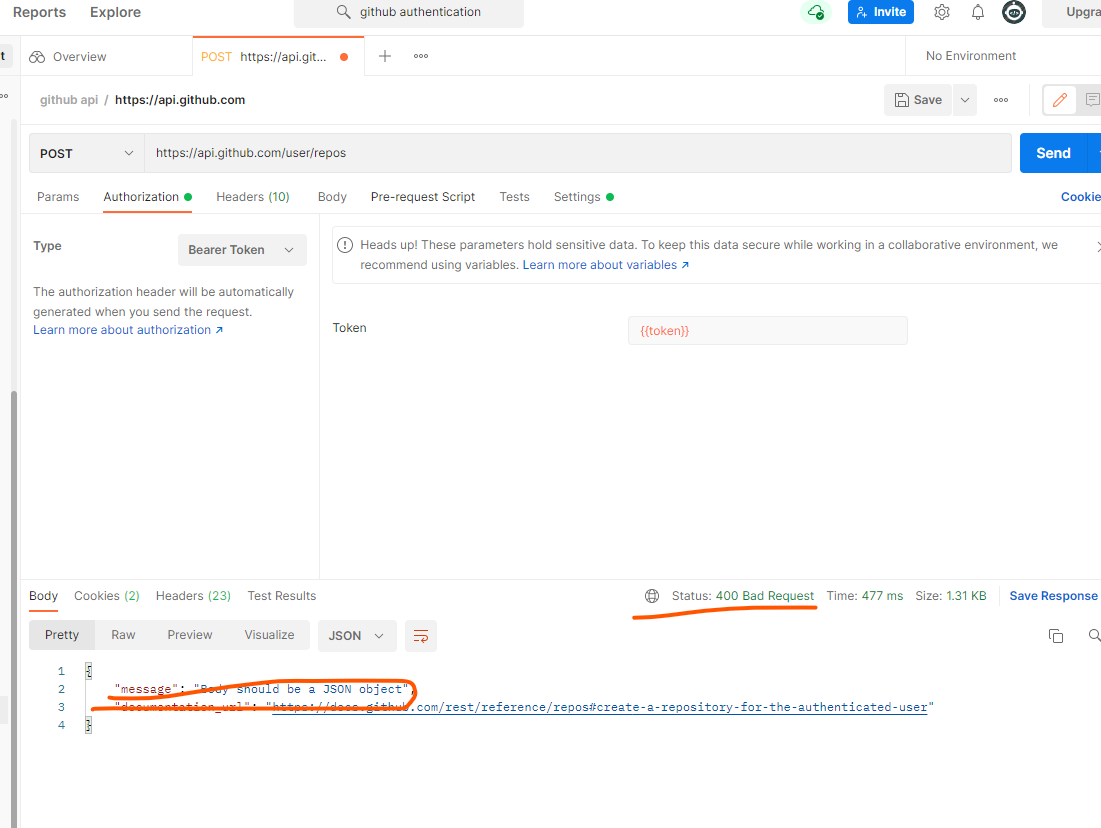 Reports Explore github authentication Invite Upgra
t Overview POST https://api.git... No Environment
github api / https://api.github.com Save
POST https://api.github.com/user/repos Send
Params Authorization Headers (10) Body Pre-request Script Tests Settings Cookie
Type Bearer Token
Heads up! These parameters hold sensitive data. To keep this data secure while working in a collaborative environment, we
recommend using variables. Learn more about variables ↗
The authorization header will be automatically
generated when you send the request.
Learn more about authorization ↗
Token {{token}}
Body Cookies (2) Headers (23) Test Results Status: 400 Bad Request Time: 477 ms Size: 1.31 KB Save Response
Pretty Raw Preview Visualize JSON
1 {
2 "message": "Body should be a JSON object",
3 "documentation_url": "https://docs.github.com/rest/reference/repos#create-a-repository-for-the-authenticated-user"
4 }